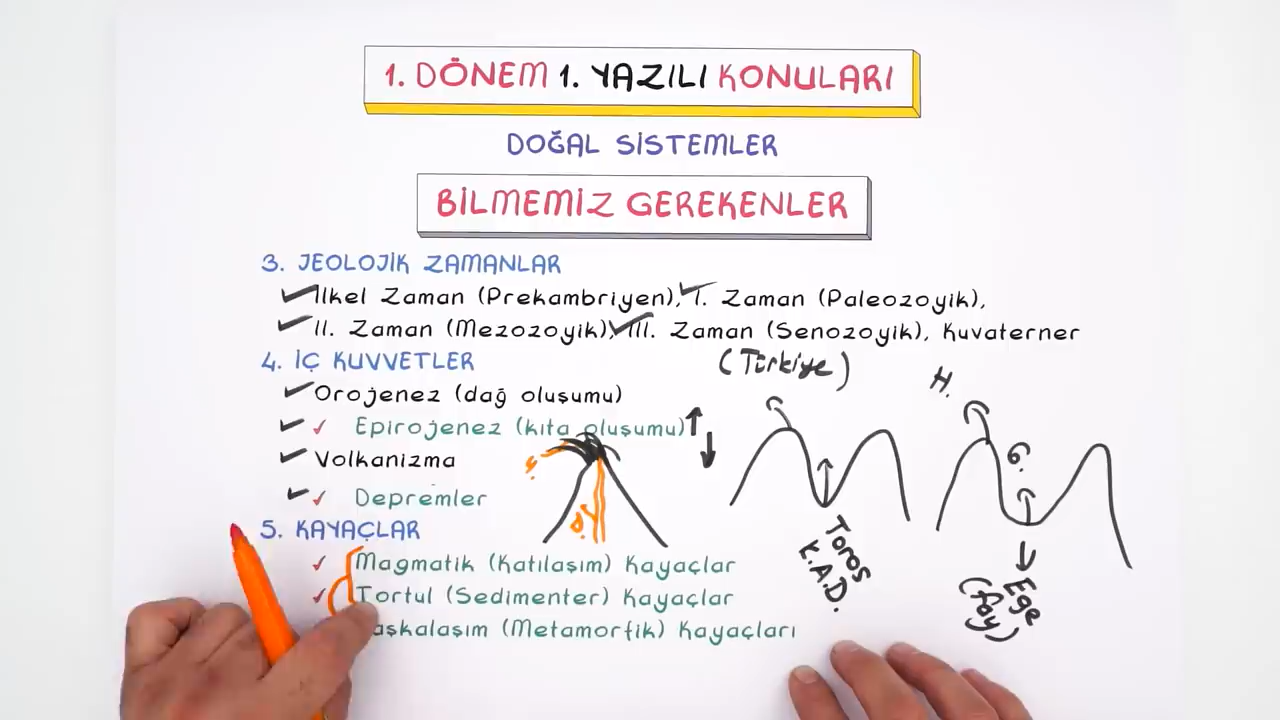 1. DÖNEM 1. YAZILI KONULARI
DOĞAL SİSTEMLER
BİLMEMİZ GEREKENLER
3. JEOLOJİK ZAMANLAR
İlkel Zaman (Prekambriyen), I. Zaman (Paleozoyik),
II. Zaman (Mezozoyik), III. Zaman (Senozoyik), Kuvaterner
(Türkiye)
4. İÇ KUVVETLER
Orojenez (dağ oluşumu)
Epirojenez (kıta oluşumu)
Volkanizma
Depremler
H.
G.
Toros
K.A.D.
Ege
(fay)
5. KAYAÇLAR
Magmatik (Katılaşım) Kayaçlar
Tortul (Sedimenter) Kayaçlar
aşkalaşım (Metamorfik) Kayaçları